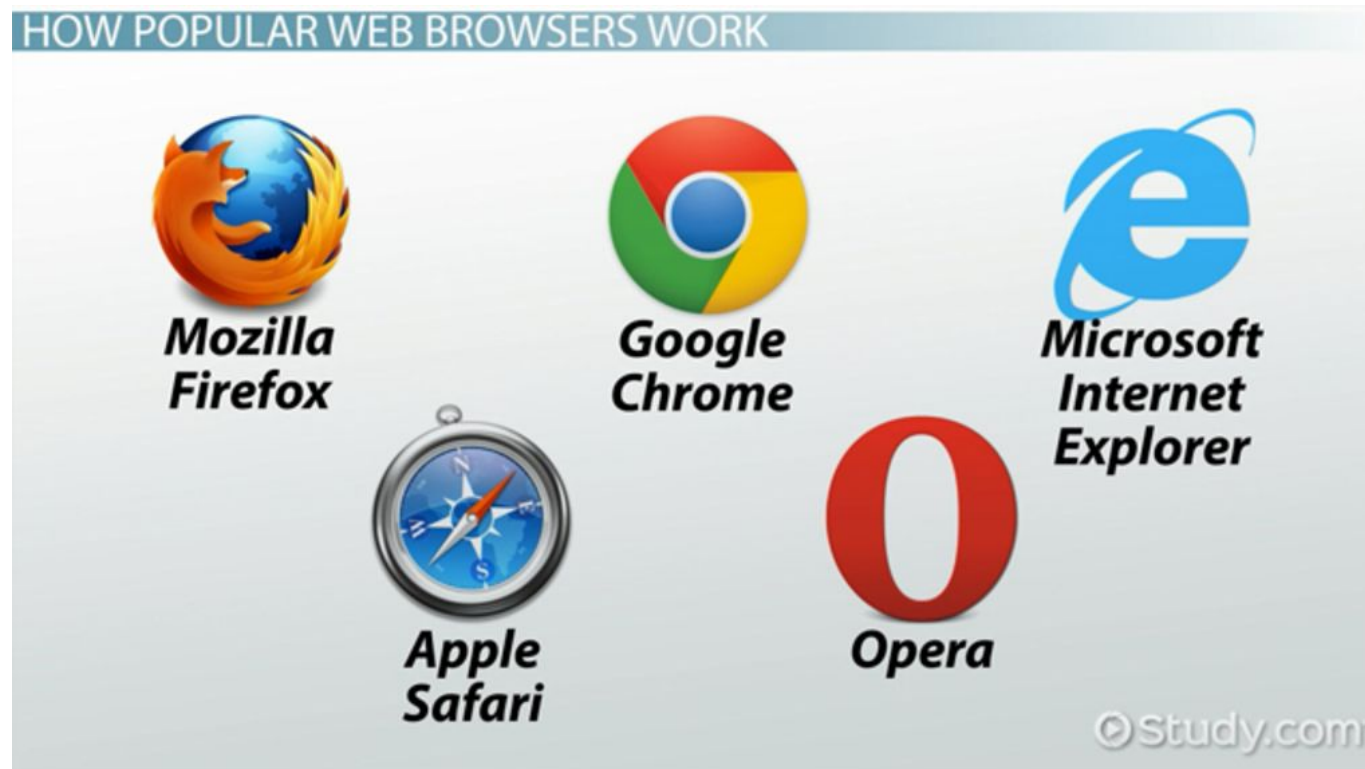 HOW POPULAR WEB BROWSERS WORK
Mozilla
Firefox
Google
Chrome
Microsoft
Internet
Explorer
N
E
S
W
Apple
Safari
Opera
Study.com